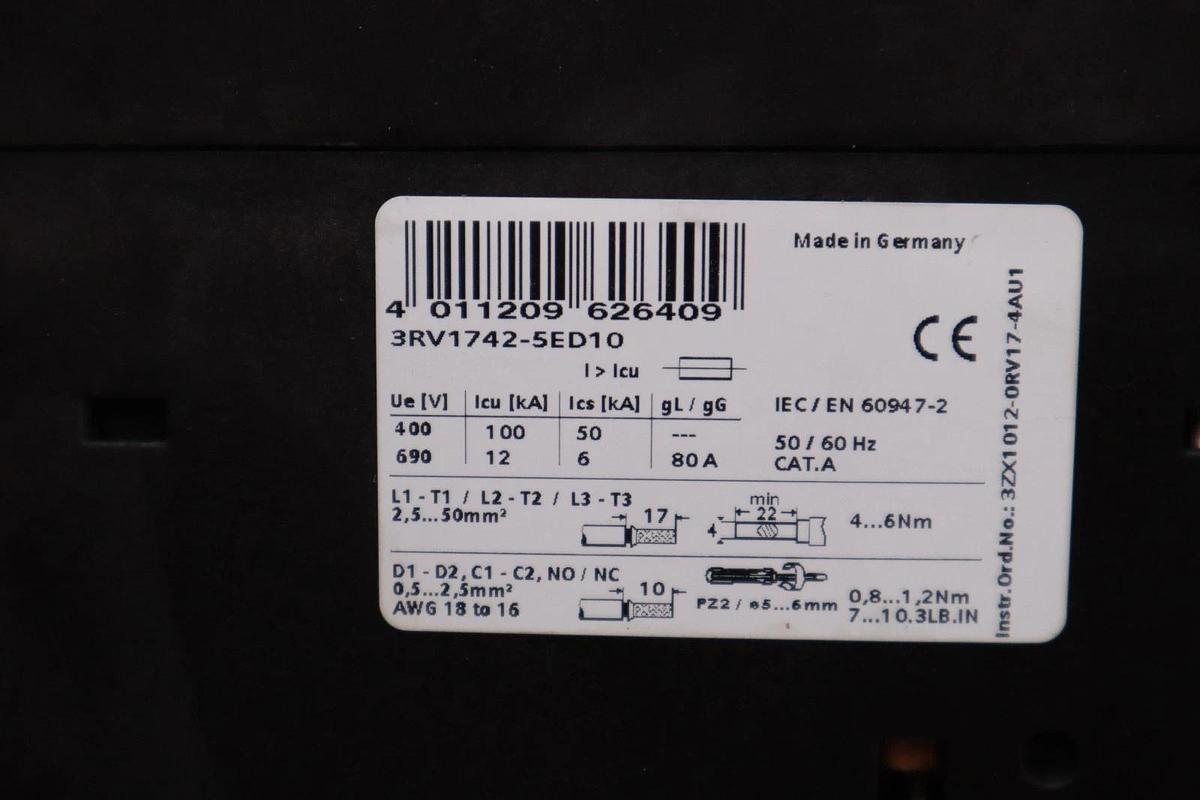 Made in Germany
4 011209 626409
3RV1742-5ED10
CE
I > Icu
Ue [V] Icu [kA] Ics [kA] gL / gG
400 100 50 ---
690 12 6 80 A
IEC / EN 60947-2
50 / 60 Hz
CAT.A
L1 - T1 / L2 - T2 / L3 - T3
2,5...50mm²
17
min
22
4
4...6Nm
D1 - D2, C1 - C2, NO / NC
0,5...2,5mm²
AWG 18 to 16
10
PZ2 / ø5...6mm
0,8...1,2Nm
7...10.3LB.IN
Instr.Ord.No.: 3ZX1012-0RV17-4AU1